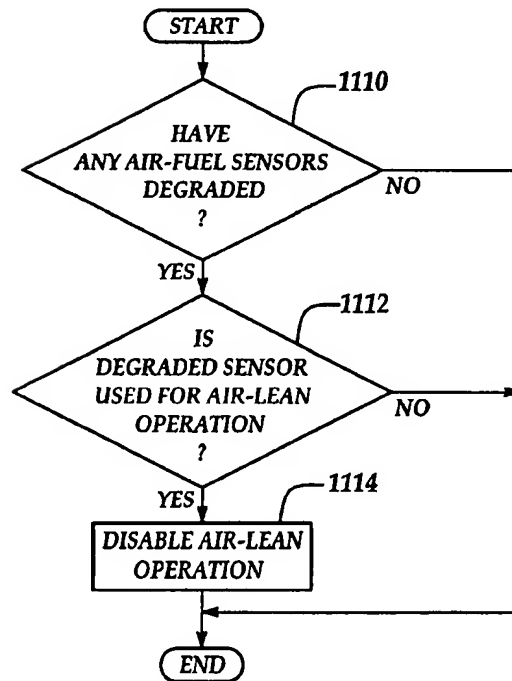 START
1110
HAVE
ANY AIR-FUEL SENSORS
DEGRADED
?
NO
YES
1112
IS
DEGRADED SENSOR
USED FOR AIR-LEAN
OPERATION
?
NO
YES
1114
DISABLE AIR-LEAN
OPERATION
END